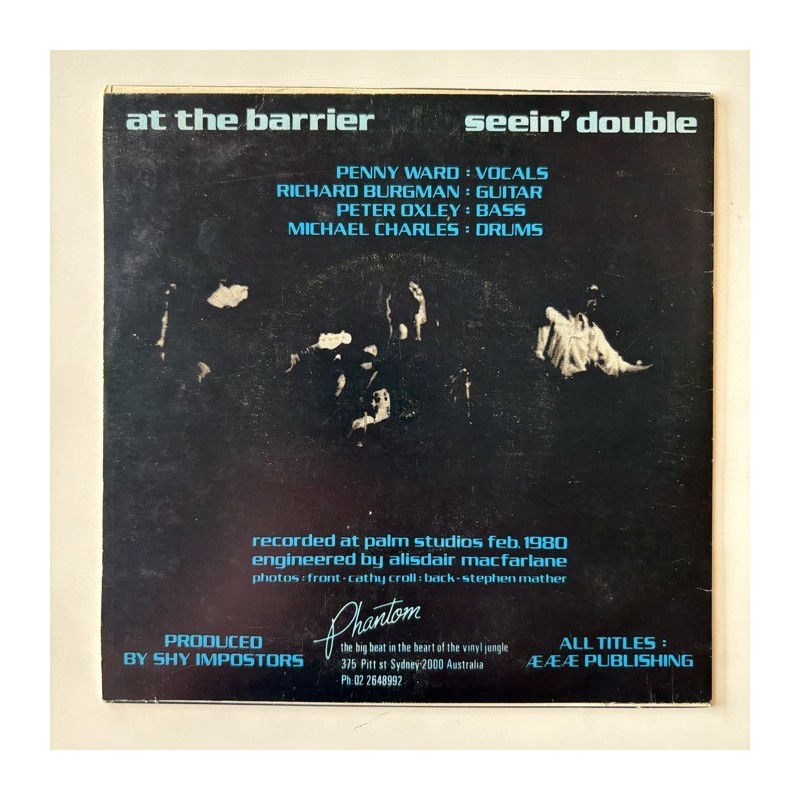 at the barrier seein' double
PENNY WARD : VOCALS
RICHARD BURGMAN : GUITAR
PETER OXLEY : BASS
MICHAEL CHARLES : DRUMS
recorded at palm studios feb. 1980
engineered by alisdair macfarlane
photos : front - cathy croll : back - stephen mather
PRODUCED
BY SHY IMPOSTORS
Phantom
the big beat in the heart of the vinyl jungle
375 Pitt st Sydney 2000 Australia
Ph. 02 2648992
ALL TITLES :
ÆÆÆ PUBLISHING